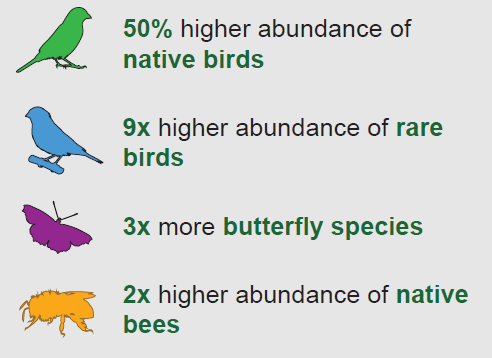 50% higher abundance of
native birds
9x higher abundance of rare
birds
3x more butterfly species
2x higher abundance of native
bees